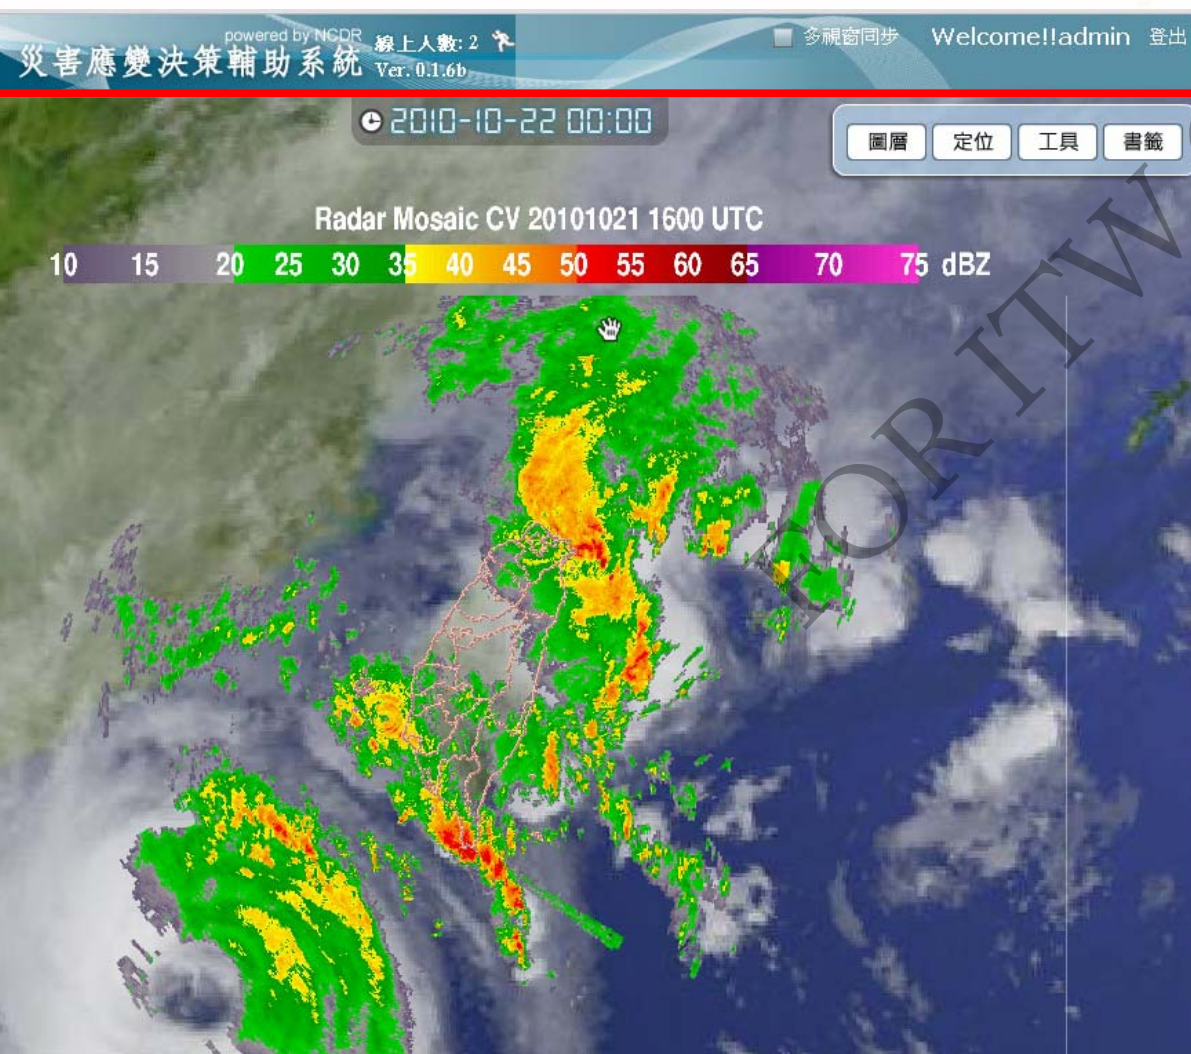 powered by NCDR
災害應變決策輔助系統
線上人數: 2
Ver. 0.1.6b
多視窗同步
Welcome!!admin
登出
2010-10-22 00:00
圖層 定位 工具 書籤
Radar Mosaic CV 20101021 1600 UTC
10 15 20 25 30 35 40 45 50 55 60 65 70 75 dBZ
FOR ITW